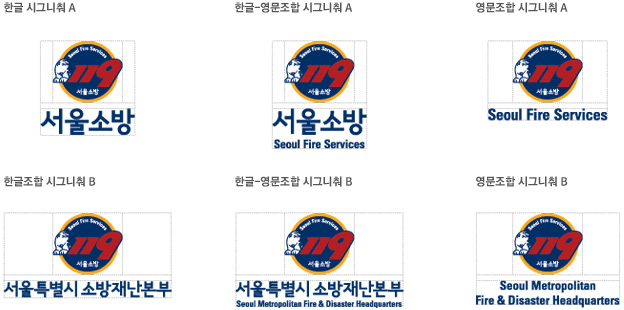 한글 시그니춰 A
한글-영문조합 시그니춰 A
영문조합 시그니춰 A
Seoul Fire Services
119
서울소방
서울소방
Seoul Fire Services
119
서울소방
서울소방
Seoul Fire Services
Seoul Fire Services
119
서울소방
Seoul Fire Services
한글조합 시그니춰 B
한글-영문조합 시그니춰 B
영문조합 시그니춰 B
Seoul Fire Services
119
서울소방
서울특별시 소방재난본부
Seoul Fire Services
119
서울소방
서울특별시 소방재난본부
Seoul Metropolitan Fire & Disaster Headquarters
Seoul Fire Services
119
서울소방
Seoul Metropolitan
Fire & Disaster Headquarters